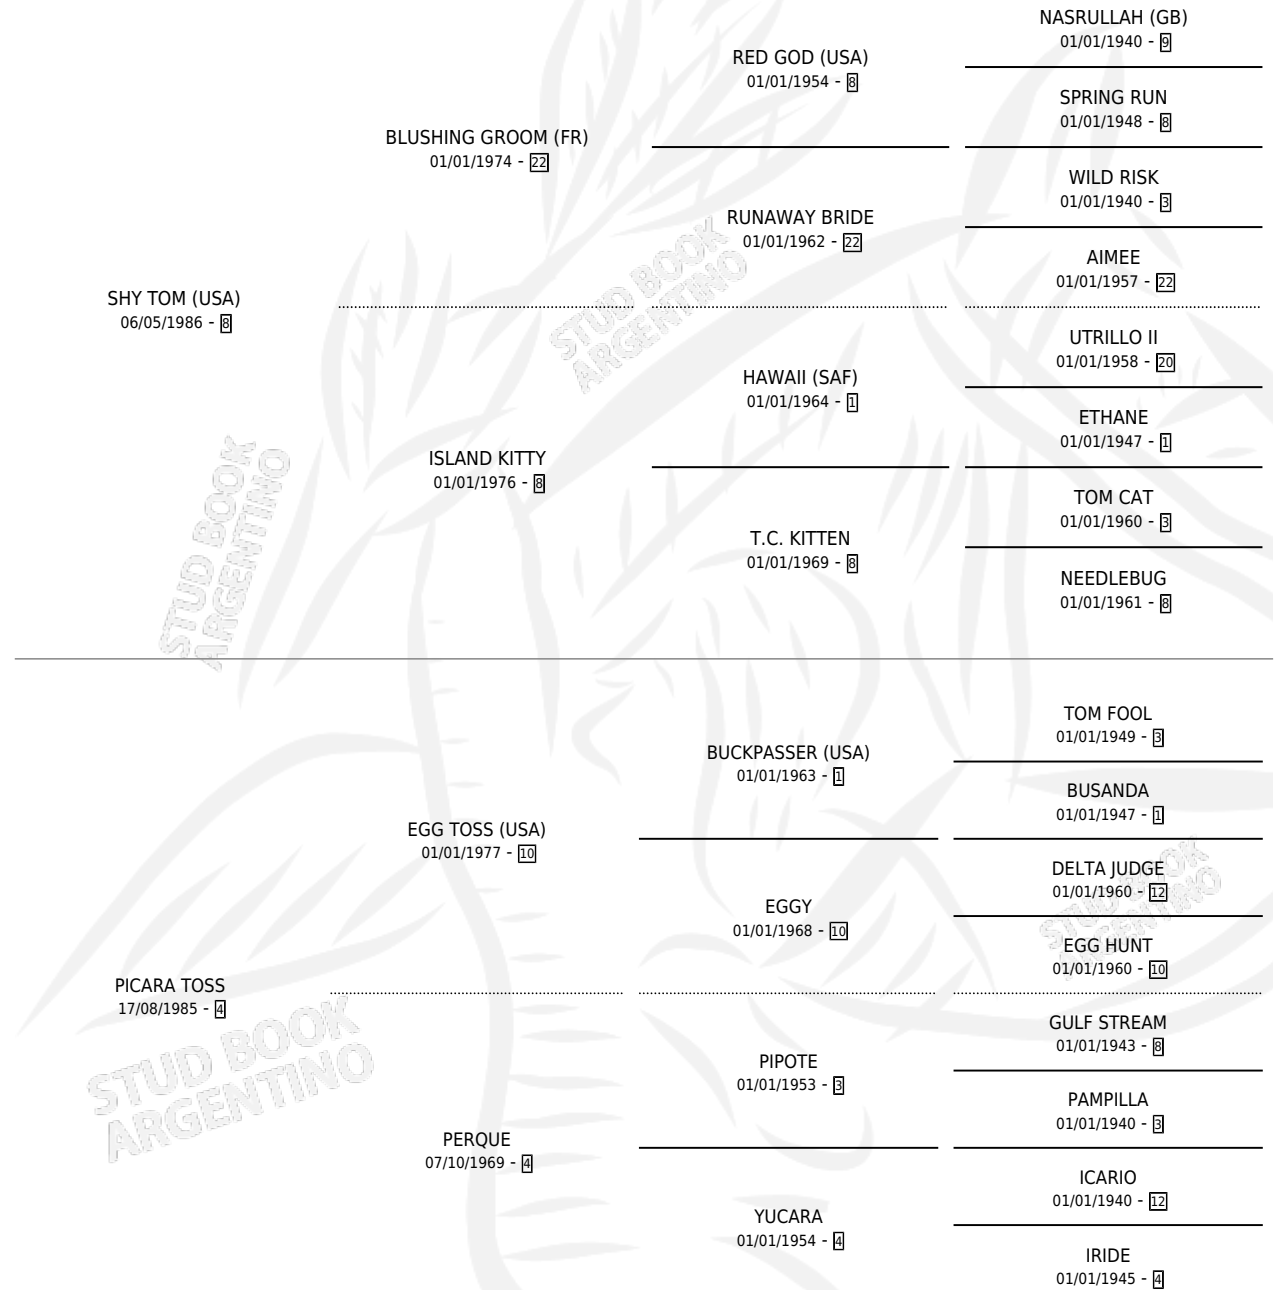 NASRULLAH (GB)
01/01/1940 - 9
RED GOD (USA)
01/01/1954 - 8
SPRING RUN
01/01/1948 - 8
BLUSHING GROOM (FR)
01/01/1974 - 22
WILD RISK
01/01/1940 - 3
RUNAWAY BRIDE
01/01/1962 - 22
AIMEE
01/01/1957 - 22
SHY TOM (USA)
06/05/1986 - 8
UTRILLO II
01/01/1958 - 20
HAWAII (SAF)
01/01/1964 - 1
ETHANE
01/01/1947 - 1
ISLAND KITTY
01/01/1976 - 8
TOM CAT
01/01/1960 - 3
T.C. KITTEN
01/01/1969 - 8
NEEDLEBUG
01/01/1961 - 8
TOM FOOL
01/01/1949 - 3
BUCKPASSER (USA)
01/01/1963 - 1
BUSANDA
01/01/1947 - 1
EGG TOSS (USA)
01/01/1977 - 10
DELTA JUDGE
01/01/1960 - 12
EGGY
01/01/1968 - 10
EGG HUNT
01/01/1960 - 10
PICARA TOSS
17/08/1985 - 4
GULF STREAM
01/01/1943 - 8
PIPOTE
01/01/1953 - 3
PAMPILLA
01/01/1940 - 3
PERQUE
07/10/1969 - 4
ICARIO
01/01/1940 - 12
YUCARA
01/01/1954 - 4
IRIDE
01/01/1945 - 4
STUD BOOK
ARGENTINO
STUD BOOK
ARGENTINO
STUD BOOK
ARGENTINO
STUD BOOK
ARGENTINO